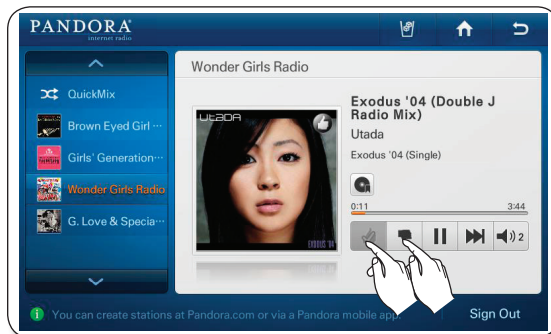 PANDORA®
internet radio
Wonder Girls Radio
QuickMix
Brown Eyed Girl ...
Girls' Generation...
Wonder Girls Radio
G. Love & Specia...
UtaDA
EXODUS '04
Exodus '04 (Double J
Radio Mix)
Utada
Exodus '04 (Single)
0:11 3:44
2
You can create stations at Pandora.com or via a Pandora mobile app.
Sign Out